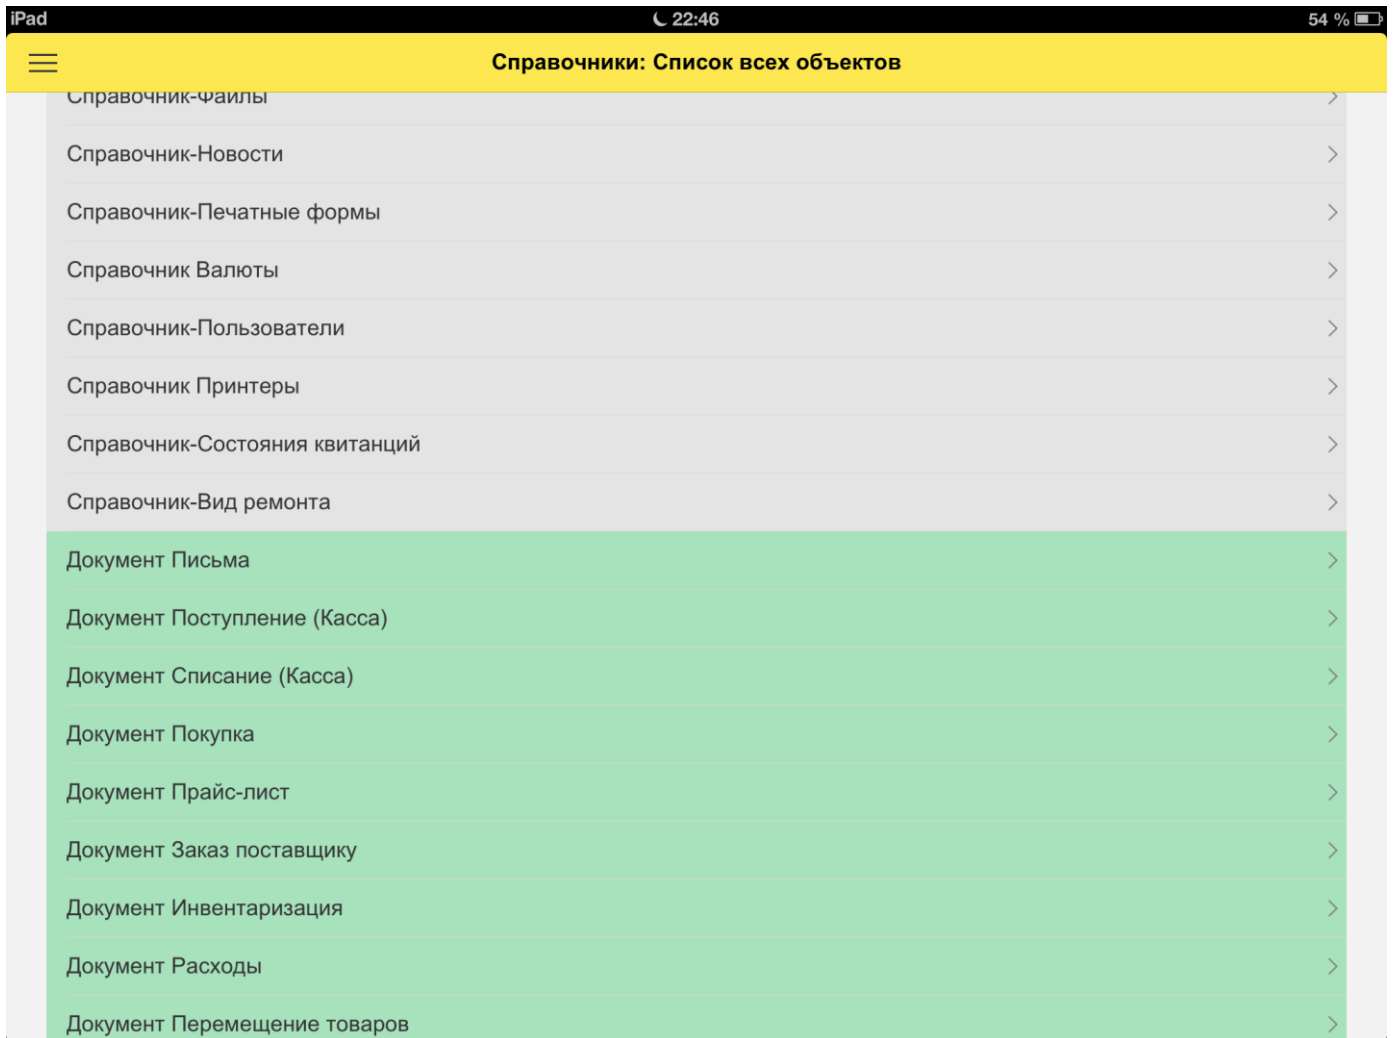 iPad 22:46 54 %
Справочники: Список всех объектов
Справочник-Файлы
Справочник-Новости
Справочник-Печатные формы
Справочник Валюты
Справочник-Пользователи
Справочник Принтеры
Справочник-Состояния квитанций
Справочник-Вид ремонта
Документ Письма
Документ Поступление (Касса)
Документ Списание (Касса)
Документ Покупка
Документ Прайс-лист
Документ Заказ поставщику
Документ Инвентаризация
Документ Расходы
Документ Перемещение товаров